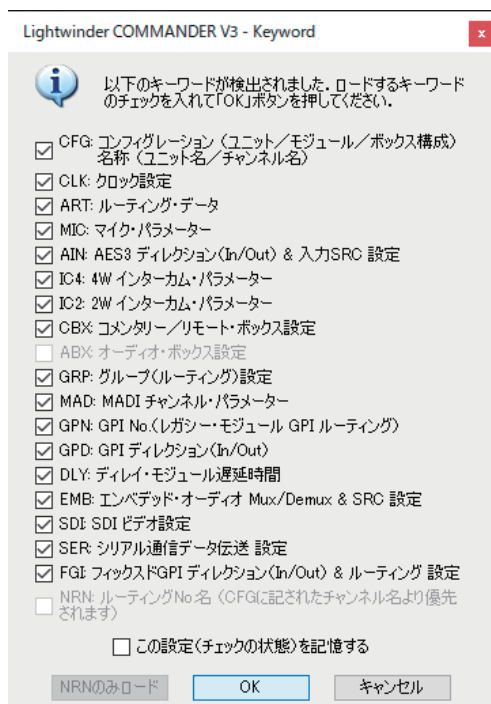 Lightwinder COMMANDER V3 - Keyword
x
以下のキーワードが検出されました．ロードするキーワード
のチェックを入れて「OK」ボタンを押してください．
CFG: コンフィグレーション（ユニット／モジュール／ボックス構成）
名称（ユニット名／チャンネル名）
CLK: クロック設定
ART: ルーティング・データ
MIC: マイク・パラメーター
AIN: AES3 ディレクション(In/Out) & 入力SRC 設定
IC4: 4W インターカム・パラメーター
IC2: 2W インターカム・パラメーター
CBX: コメンタリー／リモート・ボックス設定
ABX: オーディオ・ボックス設定
GRP: グループ(ルーティング)設定
MAD: MADI チャンネル・パラメーター
GPN: GPI No.(レガシー・モジュール GPI ルーティング)
GPD: GPI ディレクション(In/Out)
DLY: ディレイ・モジュール遅延時間
EMB: エンベデッド・オーディオ Mux/Demux & SRC 設定
SDI: SDI ビデオ設定
SER: シリアル通信データ伝送 設定
FGI: フィックスドGPI ディレクション(In/Out) & ルーティング 設定
NRN: ルーティングNo.名（CFGに記されたチャンネル名より優先
されます）
この設定(チェックの状態)を記憶する
NRNのみロード OK キャンセル